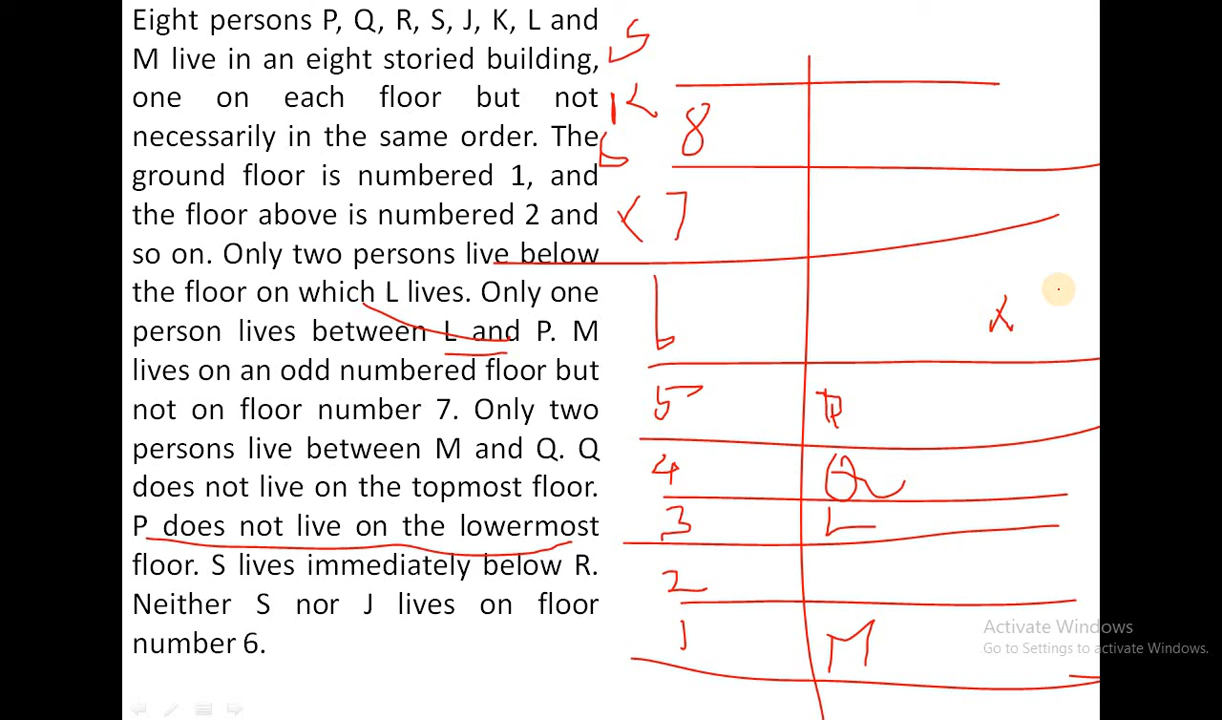 Eight persons P, Q, R, S, J, K, L and
M live in an eight storied building,
one on each floor but not
necessarily in the same order. The
ground floor is numbered 1, and
the floor above is numbered 2 and
so on. Only two persons live below
the floor on which L lives. Only one
person lives between L and P. M
lives on an odd numbered floor but
not on floor number 7. Only two
persons live between M and Q. Q
does not live on the topmost floor.
P does not live on the lowermost
floor. S lives immediately below R.
Neither S nor J lives on floor
number 6.
S
K
8
7
6
5 P
4 Q
3 L
2
1 M
Activate Windows
Go to Settings to activate Windows.